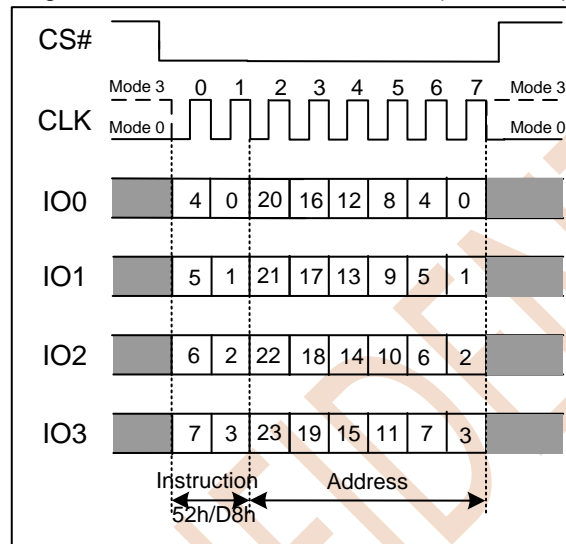 CS#
Mode 3 0 1 2 3 4 5 6 7 Mode 3
CLK
Mode 0 Mode 0
IO0 4 0 20 16 12 8 4 0
IO1 5 1 21 17 13 9 5 1
IO2 6 2 22 18 14 10 6 2
IO3 7 3 23 19 15 11 7 3
Instruction Address
52h/D8h